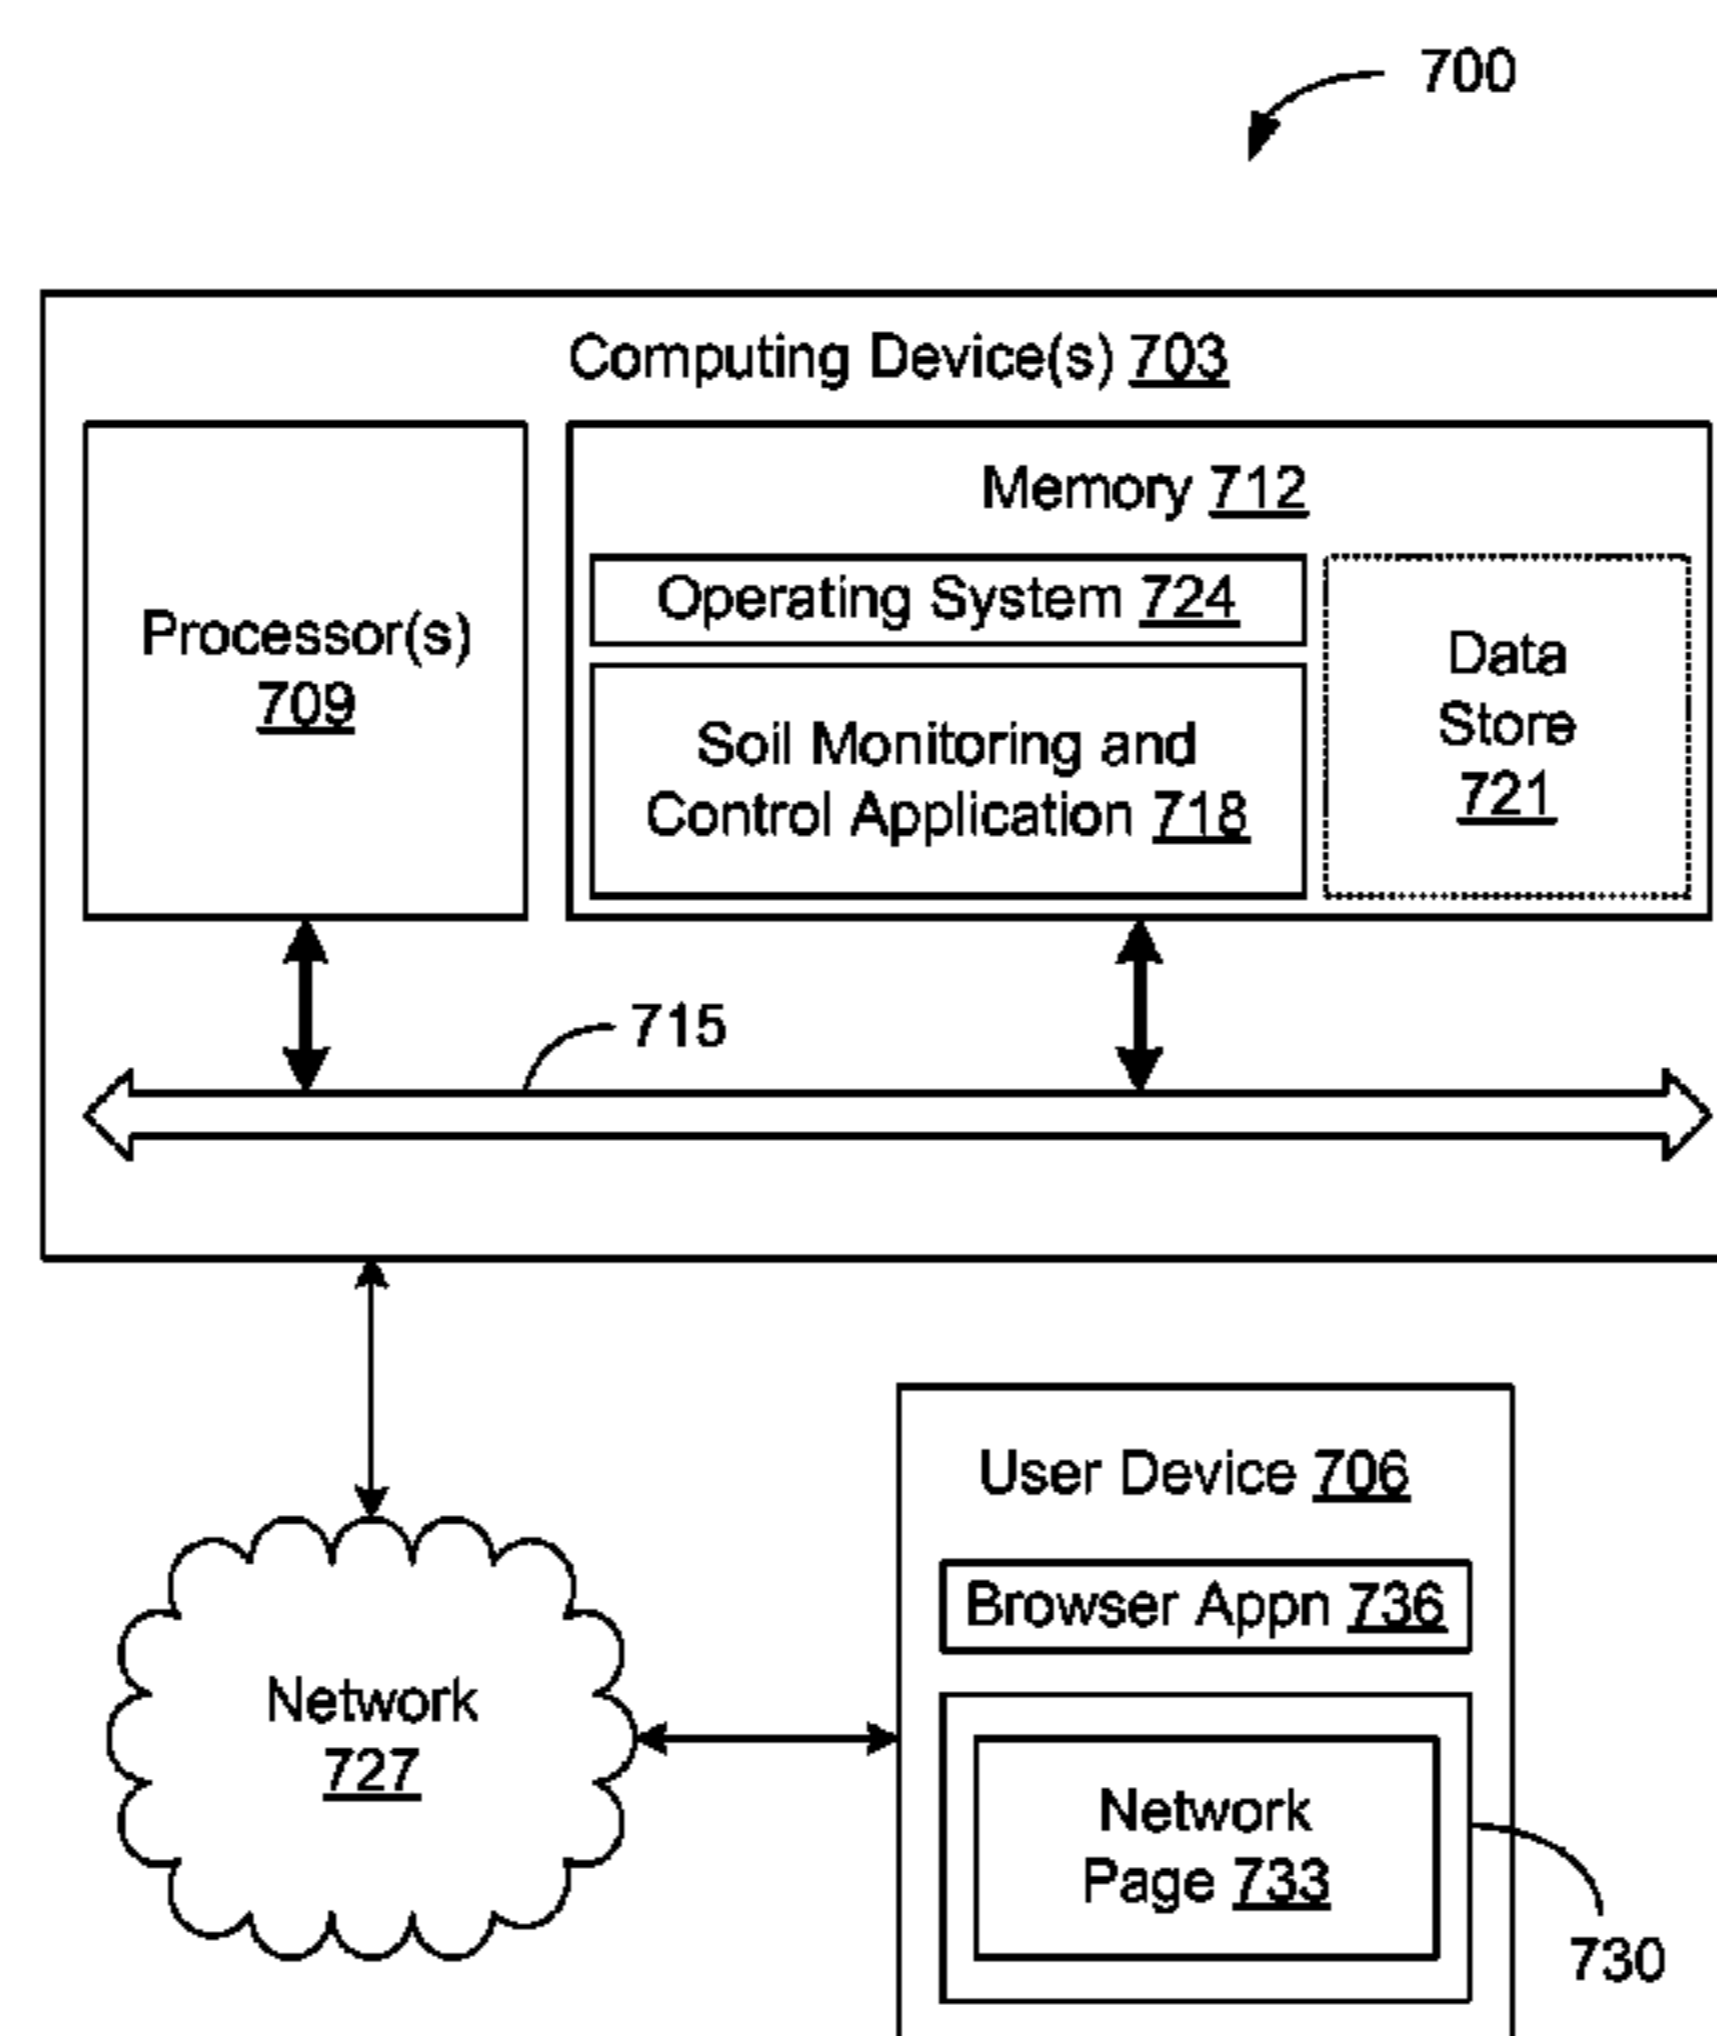 700
Computing Device(s) 703
Processor(s)
709
Memory 712
Operating System 724
Soil Monitoring and
Control Application 718
Data
Store
721
715
User Device 706
Browser Appn 736
Network
727
Network
Page 733
730